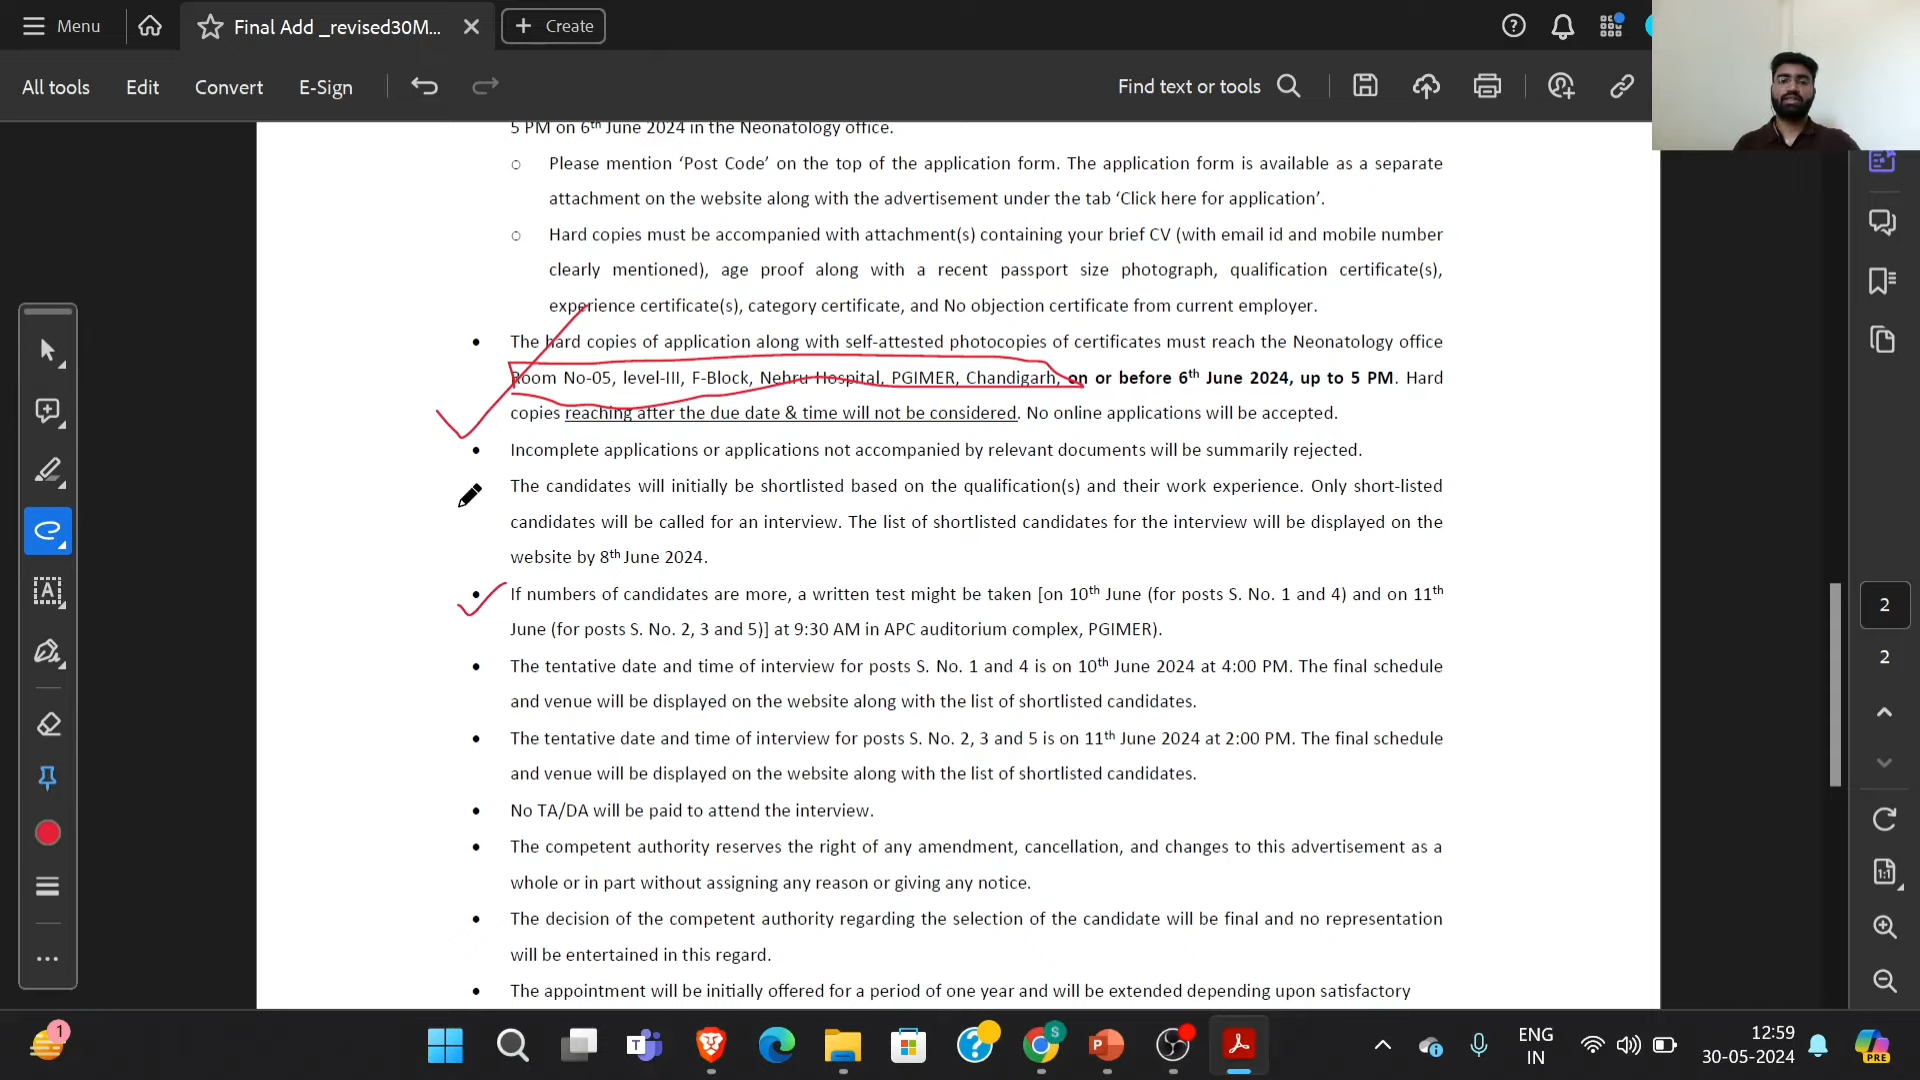 Menu
Final Add _revised30M...
Create
All tools
Edit
Convert
E-Sign
Find text or tools
5 PM on 6th June 2024 in the Neonatology office.
o Please mention ‘Post Code’ on the top of the application form. The application form is available as a separate
attachment on the website along with the advertisement under the tab ‘Click here for application’.
o Hard copies must be accompanied with attachment(s) containing your brief CV (with email id and mobile number
clearly mentioned), age proof along with a recent passport size photograph, qualification certificate(s),
experience certificate(s), category certificate, and No objection certificate from current employer.
• The hard copies of application along with self-attested photocopies of certificates must reach the Neonatology office
Room No-05, level-III, F-Block, Nehru Hospital, PGIMER, Chandigarh, on or before 6th June 2024, up to 5 PM. Hard
copies reaching after the due date & time will not be considered. No online applications will be accepted.
• Incomplete applications or applications not accompanied by relevant documents will be summarily rejected.
The candidates will initially be shortlisted based on the qualification(s) and their work experience. Only short-listed
candidates will be called for an interview. The list of shortlisted candidates for the interview will be displayed on the
website by 8th June 2024.
• If numbers of candidates are more, a written test might be taken [on 10th June (for posts S. No. 1 and 4) and on 11th
June (for posts S. No. 2, 3 and 5)] at 9:30 AM in APC auditorium complex, PGIMER).
• The tentative date and time of interview for posts S. No. 1 and 4 is on 10th June 2024 at 4:00 PM. The final schedule
and venue will be displayed on the website along with the list of shortlisted candidates.
• The tentative date and time of interview for posts S. No. 2, 3 and 5 is on 11th June 2024 at 2:00 PM. The final schedule
and venue will be displayed on the website along with the list of shortlisted candidates.
• No TA/DA will be paid to attend the interview.
• The competent authority reserves the right of any amendment, cancellation, and changes to this advertisement as a
whole or in part without assigning any reason or giving any notice.
• The decision of the competent authority regarding the selection of the candidate will be final and no representation
will be entertained in this regard.
• The appointment will be initially offered for a period of one year and will be extended depending upon satisfactory
2
2
1:1
A
1
T
S
P
PRE
ENG
IN
12:59
30-05-2024